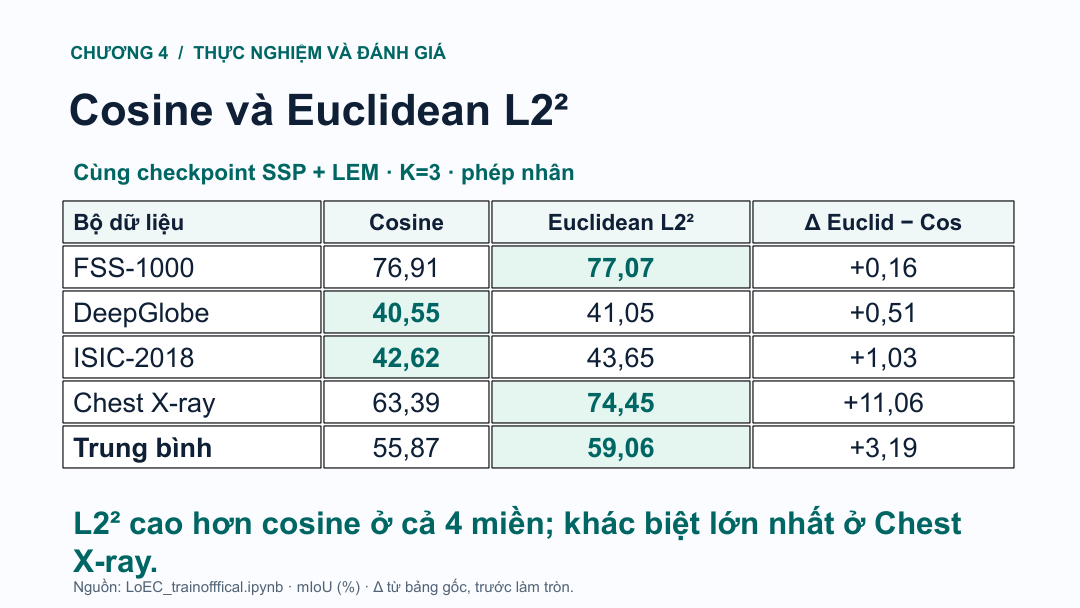 CHƯƠNG 4 / THỰC NGHIỆM VÀ ĐÁNH GIÁ
Cosine và Euclidean L2²
Cùng checkpoint SSP + LEM · K=3 · phép nhân
Bộ dữ liệu Cosine Euclidean L2² Δ Euclid − Cos
FSS-1000 76,91 77,07 +0,16
DeepGlobe 40,55 41,05 +0,51
ISIC-2018 42,62 43,65 +1,03
Chest X-ray 63,39 74,45 +11,06
Trung bình 55,87 59,06 +3,19
L2² cao hơn cosine ở cả 4 miền; khác biệt lớn nhất ở Chest
X-ray.
Nguồn: LoEC_trainofffical.ipynb · mIoU (%) · Δ từ bảng gốc, trước làm tròn.